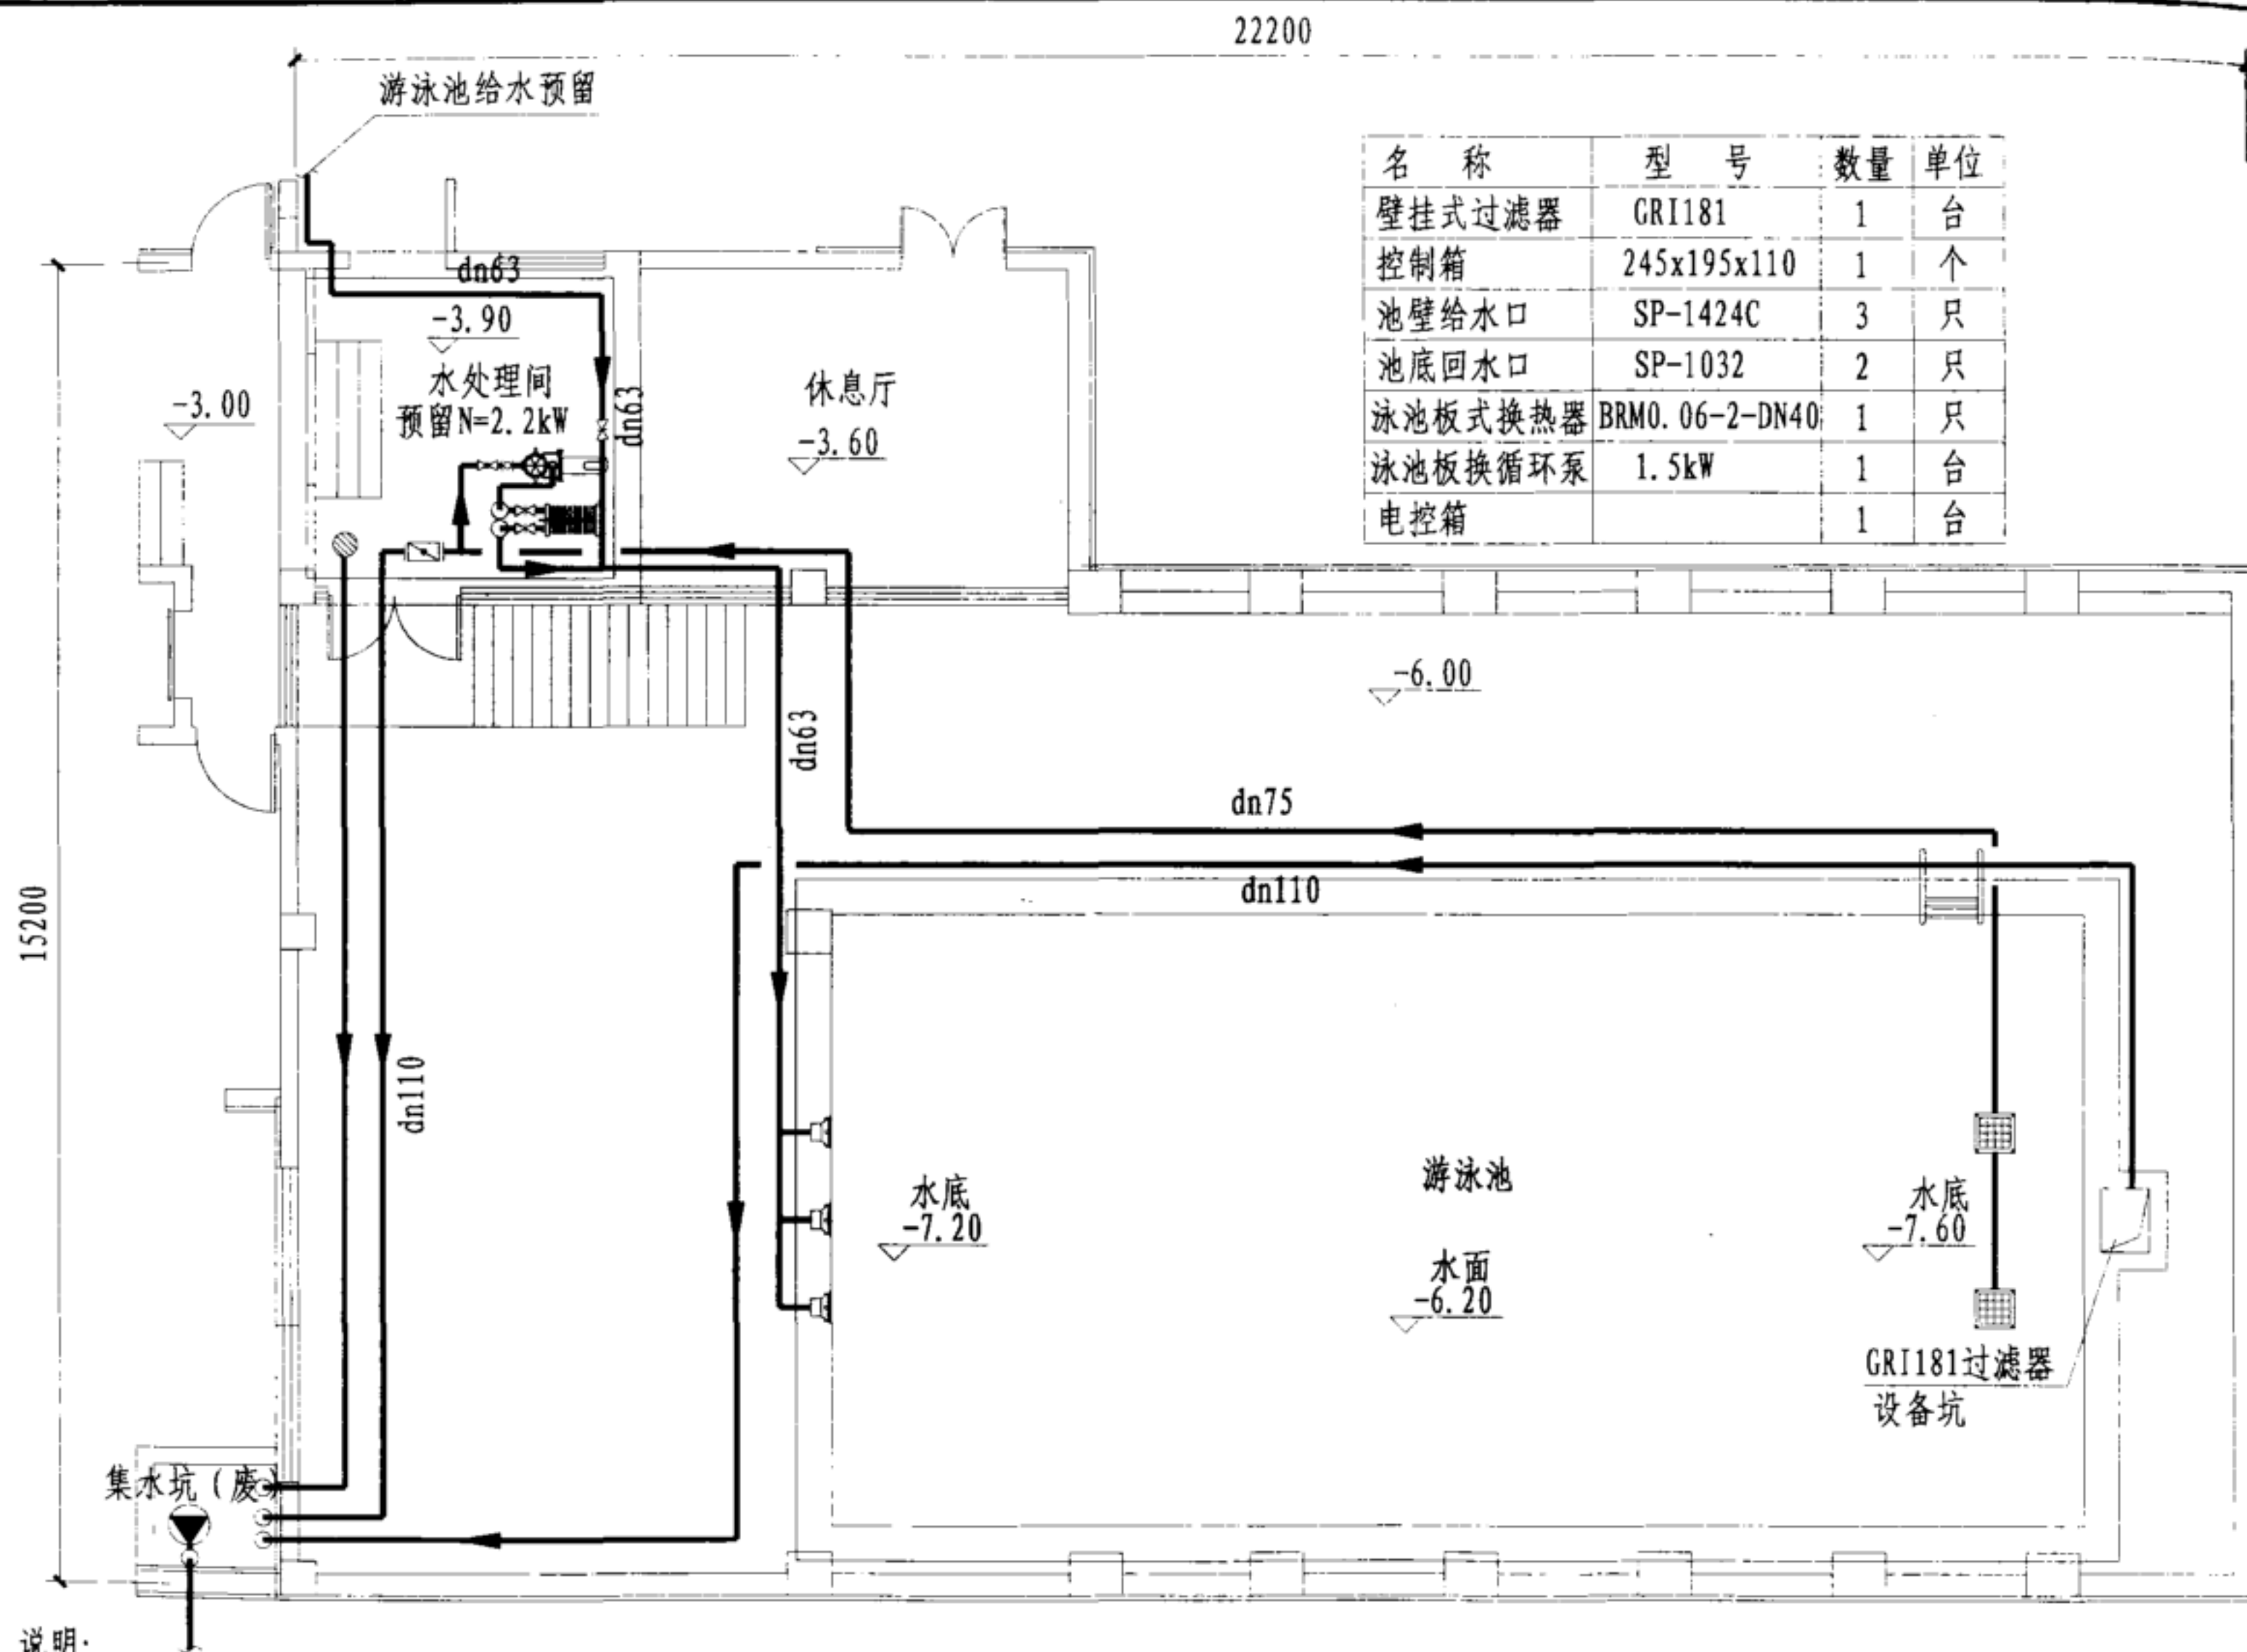 22200
游泳池给水预留
名 称 型 号 数量 单位
壁挂式过滤器 GRI181 1 台
控制箱 245x195x110 1 个
池壁给水口 SP-1424C 3 只
池底回水口 SP-1032 2 只
泳池板式换热器 BRM0.06-2-DN40 1 只
泳池板换循环泵 1.5kW 1 台
电控箱 1 台
dn63
-3.90
水处理间
预留N=2.2kW
dn63
-3.00
休息厅
-3.60
-6.00
dn63
dn75
dn110
15200
dn110
水底
-7.20
游泳池
水面
-6.20
水底
-7.60
GRI181过滤器
设备坑
集水坑(废)
说明: